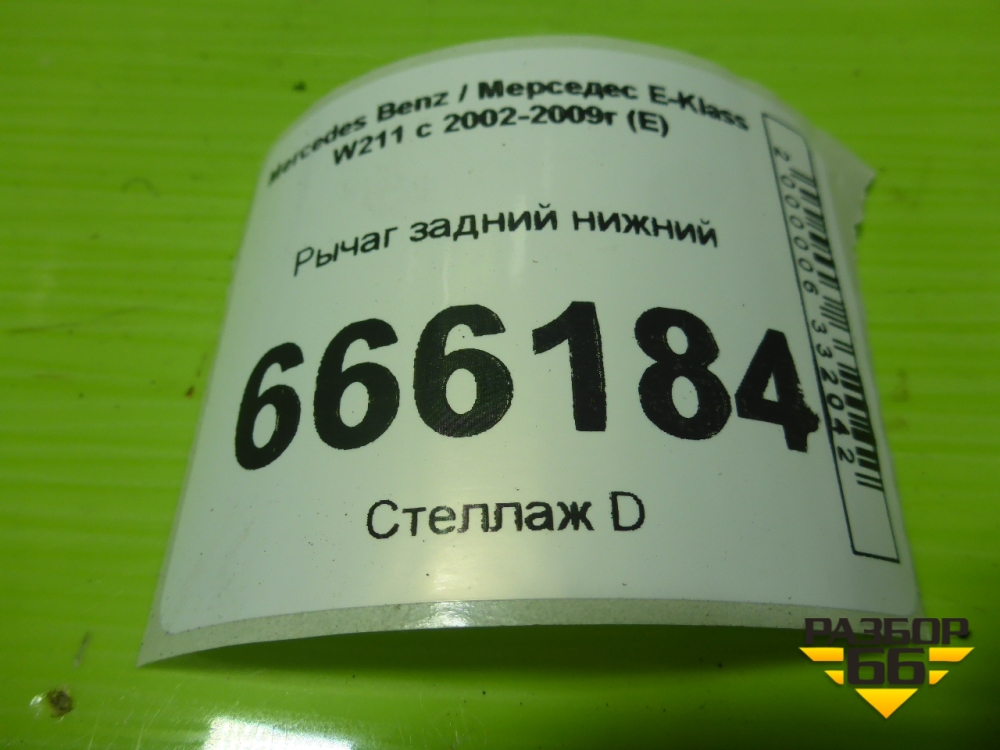 Mercedes Benz / Мерседес E-Klass
W211 с 2002-2009г (E)
Рычаг задний нижний
666184
Стеллаж D
2000006332042
РАЗБОР
66